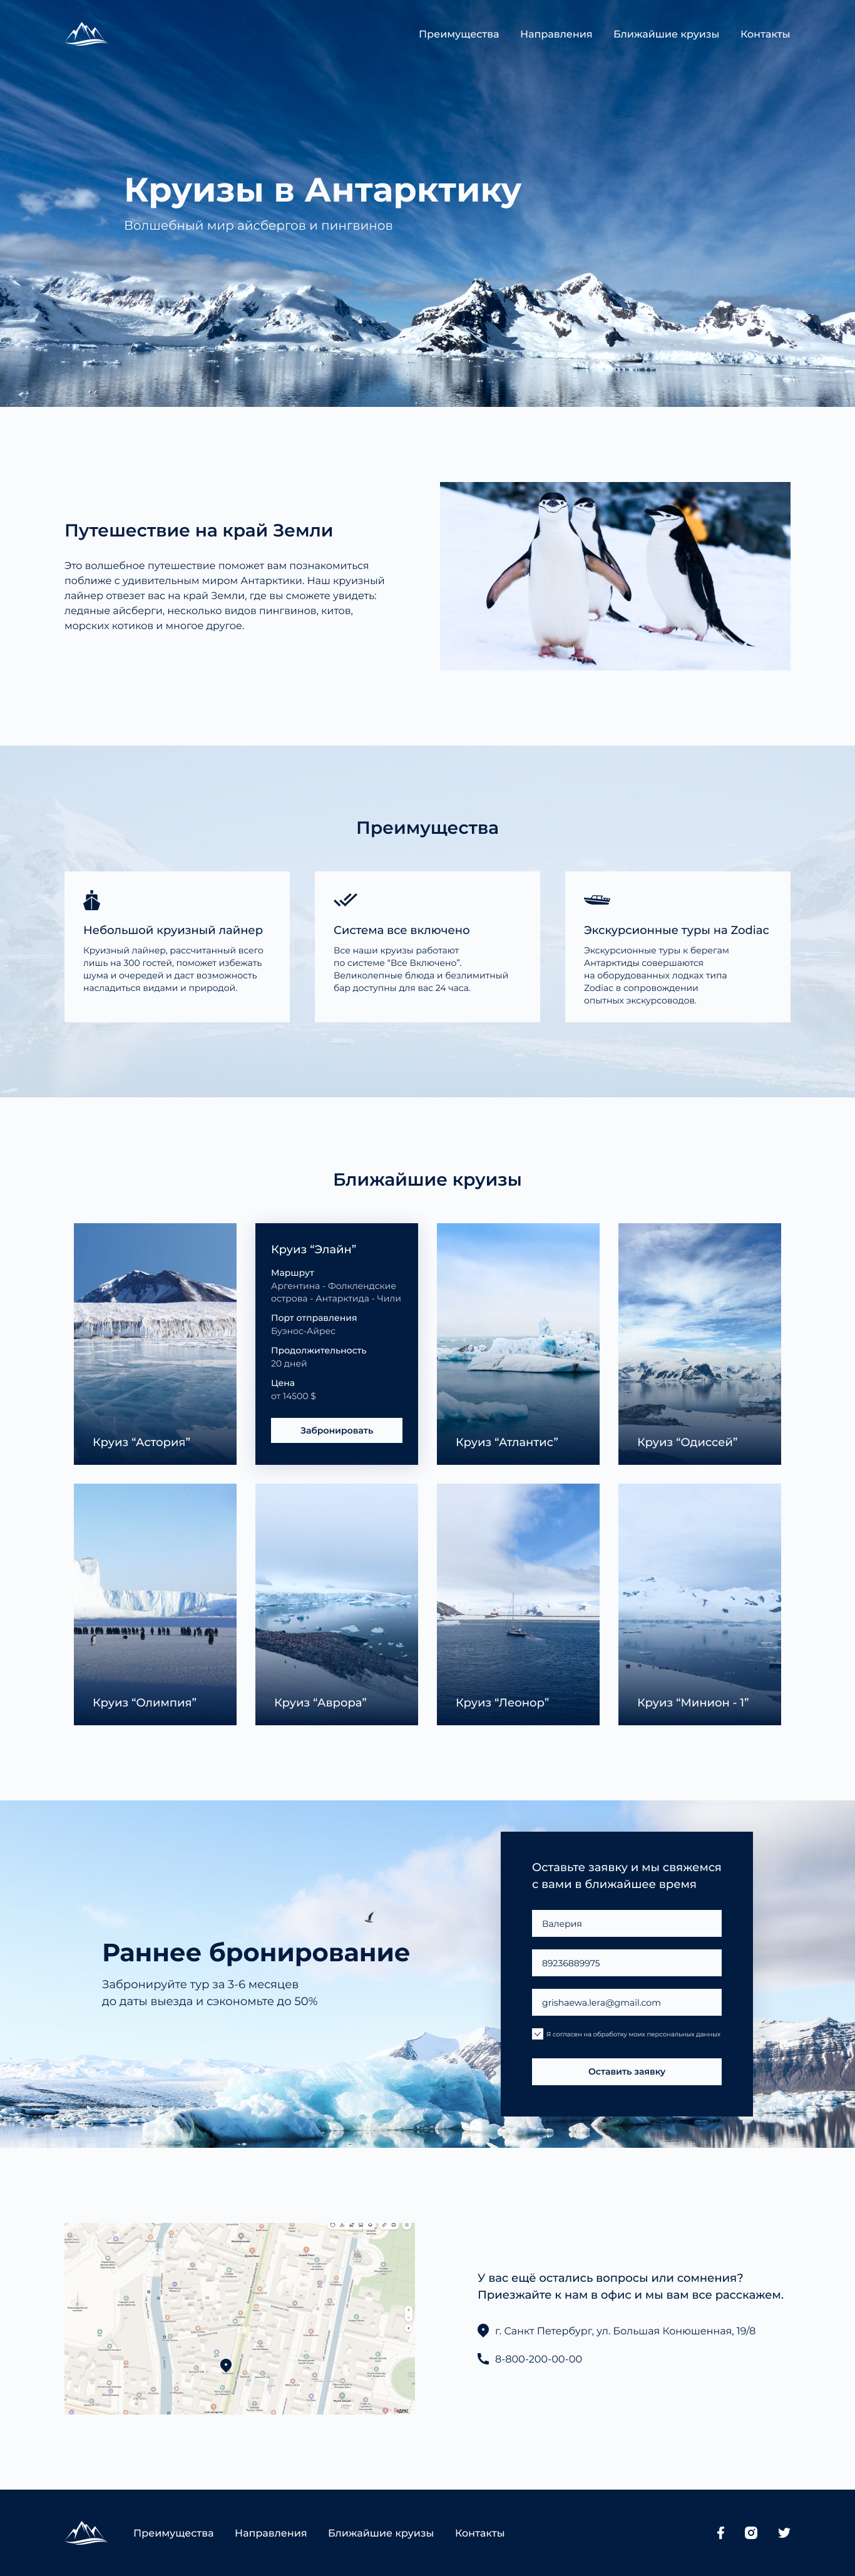 Преимущества Направления Ближайшие круизы Контакты
Круизы в Антарктику
Волшебный мир айсбергов и пингвинов
Путешествие на край Земли
Это волшебное путешествие поможет вам познакомиться
поближе с удивительным миром Антарктики. Наш круизный
лайнер отвезет вас на край Земли, где вы сможете увидеть:
ледяные айсберги, несколько видов пингвинов, китов,
морских котиков и многое другое.
Преимущества
Небольшой круизный лайнер
Круизный лайнер, рассчитанный всего
лишь на 300 гостей, поможет избежать
шума и очередей и даст возможность
насладиться видами и природой.
Система все включено
Все наши круизы работают
по системе “Все Включено”.
Великолепные блюда и безлимитный
бар доступны для вас 24 часа.
Экскурсионные туры на Zodiac
Экскурсионные туры к берегам
Антарктиды совершаются
на оборудованных лодках типа
Zodiac в сопровождении
опытных экскурсоводов.
Ближайшие круизы
Круиз “Астория”
Круиз “Элайн”
Маршрут
Аргентина - Фолклендские
острова - Антарктида - Чили
Порт отправления
Буэнос-Айрес
Продолжительность
20 дней
Цена
от 14500 $
Забронировать
Круиз “Атлантис”
Круиз “Одиссей”
Круиз “Олимпия”
Круиз “Аврора”
Круиз “Леонор”
Круиз “Минион - 1”
Раннее бронирование
Забронируйте тур за 3-6 месяцев
до даты выезда и сэкономьте до 50%
Оставьте заявку и мы свяжемся
с вами в ближайшее время
Валерия
89236889975
grishaewa.lera@gmail.com
Я согласен на обработку моих персональных данных
Оставить заявку
Яндекс
У вас ещё остались вопросы или сомнения?
Приезжайте к нам в офис и мы вам все расскажем.
г. Санкт Петербург, ул. Большая Конюшенная, 19/8
8-800-200-00-00
Преимущества Направления Ближайшие круизы Контакты